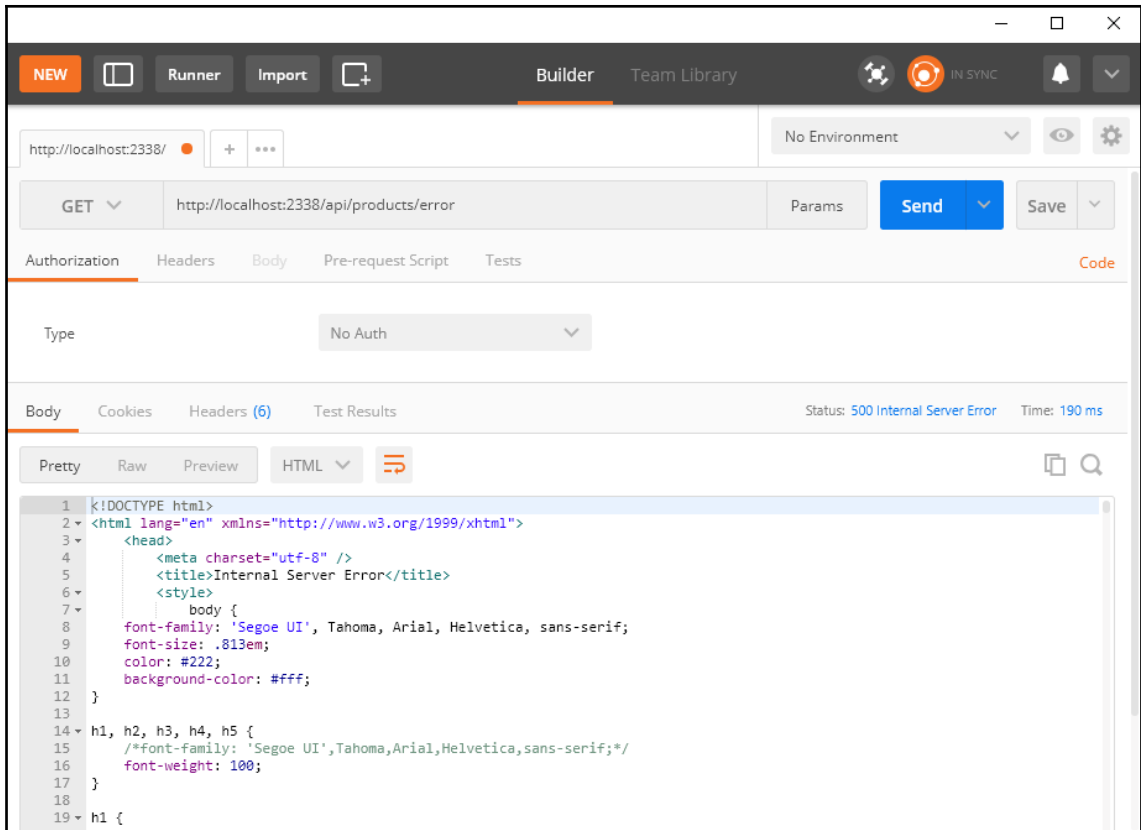 NEW Runner Import Builder Team Library IN SYNC
http://localhost:2338/ + ••• No Environment
GET http://localhost:2338/api/products/error Params Send Save
Authorization Headers Body Pre-request Script Tests Code
Type No Auth
Body Cookies Headers (6) Test Results Status: 500 Internal Server Error Time: 190 ms
Pretty Raw Preview HTML
1 <!DOCTYPE html>
2 <html lang="en" xmlns="http://www.w3.org/1999/xhtml">
3 <head>
4 <meta charset="utf-8" />
5 <title>Internal Server Error</title>
6 <style>
7 body {
8 font-family: 'Segoe UI', Tahoma, Arial, Helvetica, sans-serif;
9 font-size: .813em;
10 color: #222;
11 background-color: #fff;
12 }
13
14 h1, h2, h3, h4, h5 {
15 /*font-family: 'Segoe UI',Tahoma,Arial,Helvetica,sans-serif;*/
16 font-weight: 100;
17 }
18
19 h1 {